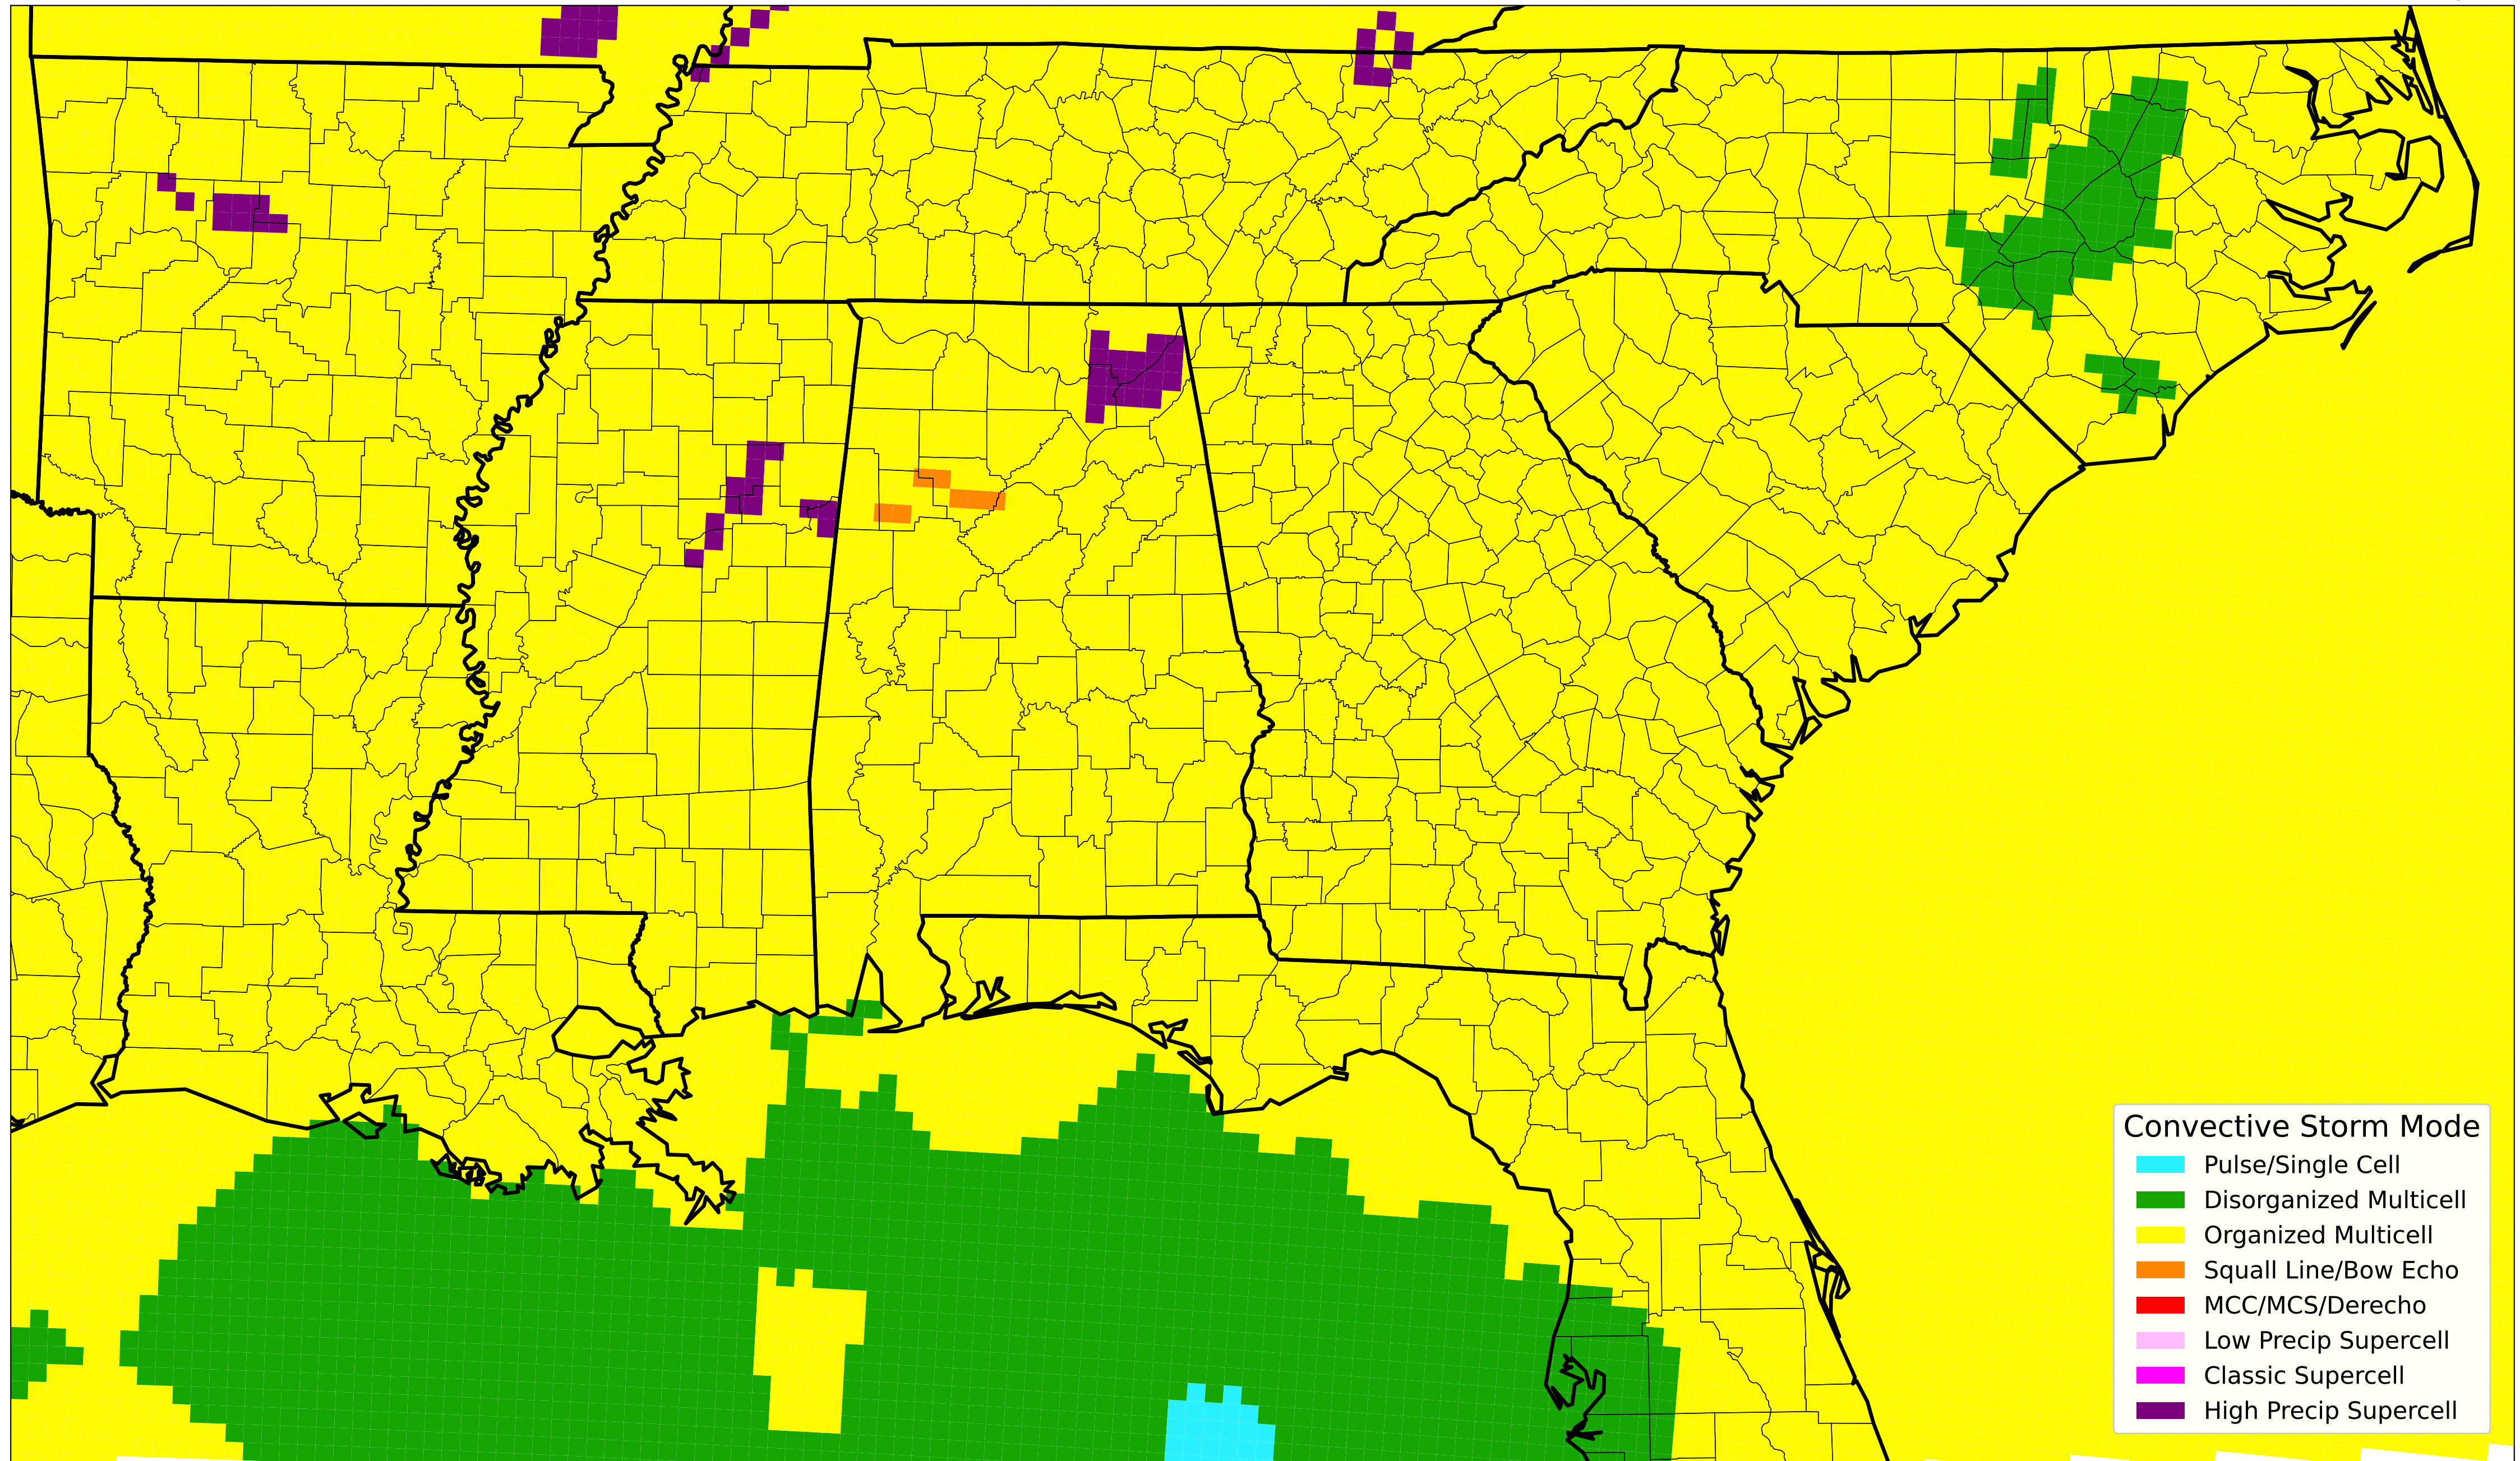 Convective Storm Mode
Pulse/Single Cell
Disorganized Multicell
Organized Multicell
Squall Line/Bow Echo
MCC/MCS/Derecho
Low Precip Supercell
Classic Supercell
High Precip Supercell